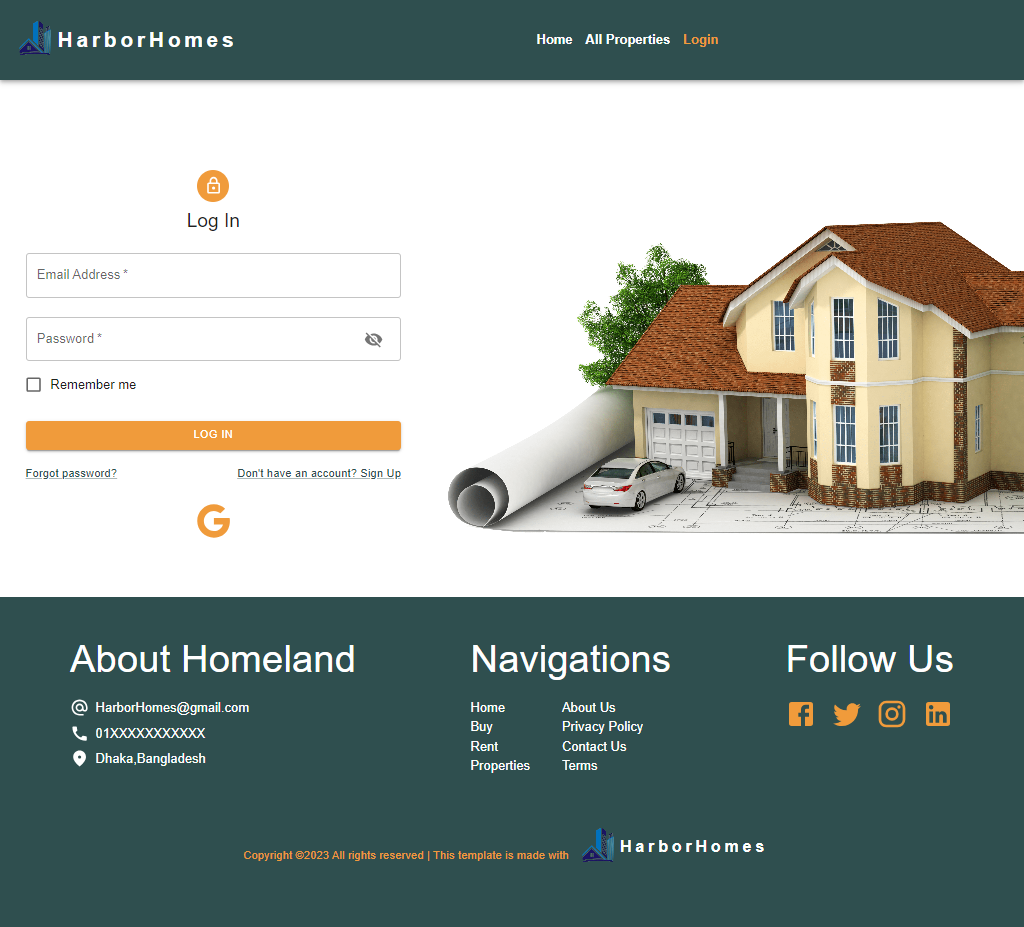 HarborHomes
Home All Properties Login
Log In
Email Address *
Password *
Remember me
LOG IN
Forgot password? Don't have an account? Sign Up
About Homeland
HarborHomes@gmail.com
01XXXXXXXXXXX
Dhaka,Bangladesh
Navigations
Home
Buy
Rent
Properties
About Us
Privacy Policy
Contact Us
Terms
Follow Us
Copyright ©2023 All rights reserved | This template is made with
HarborHomes